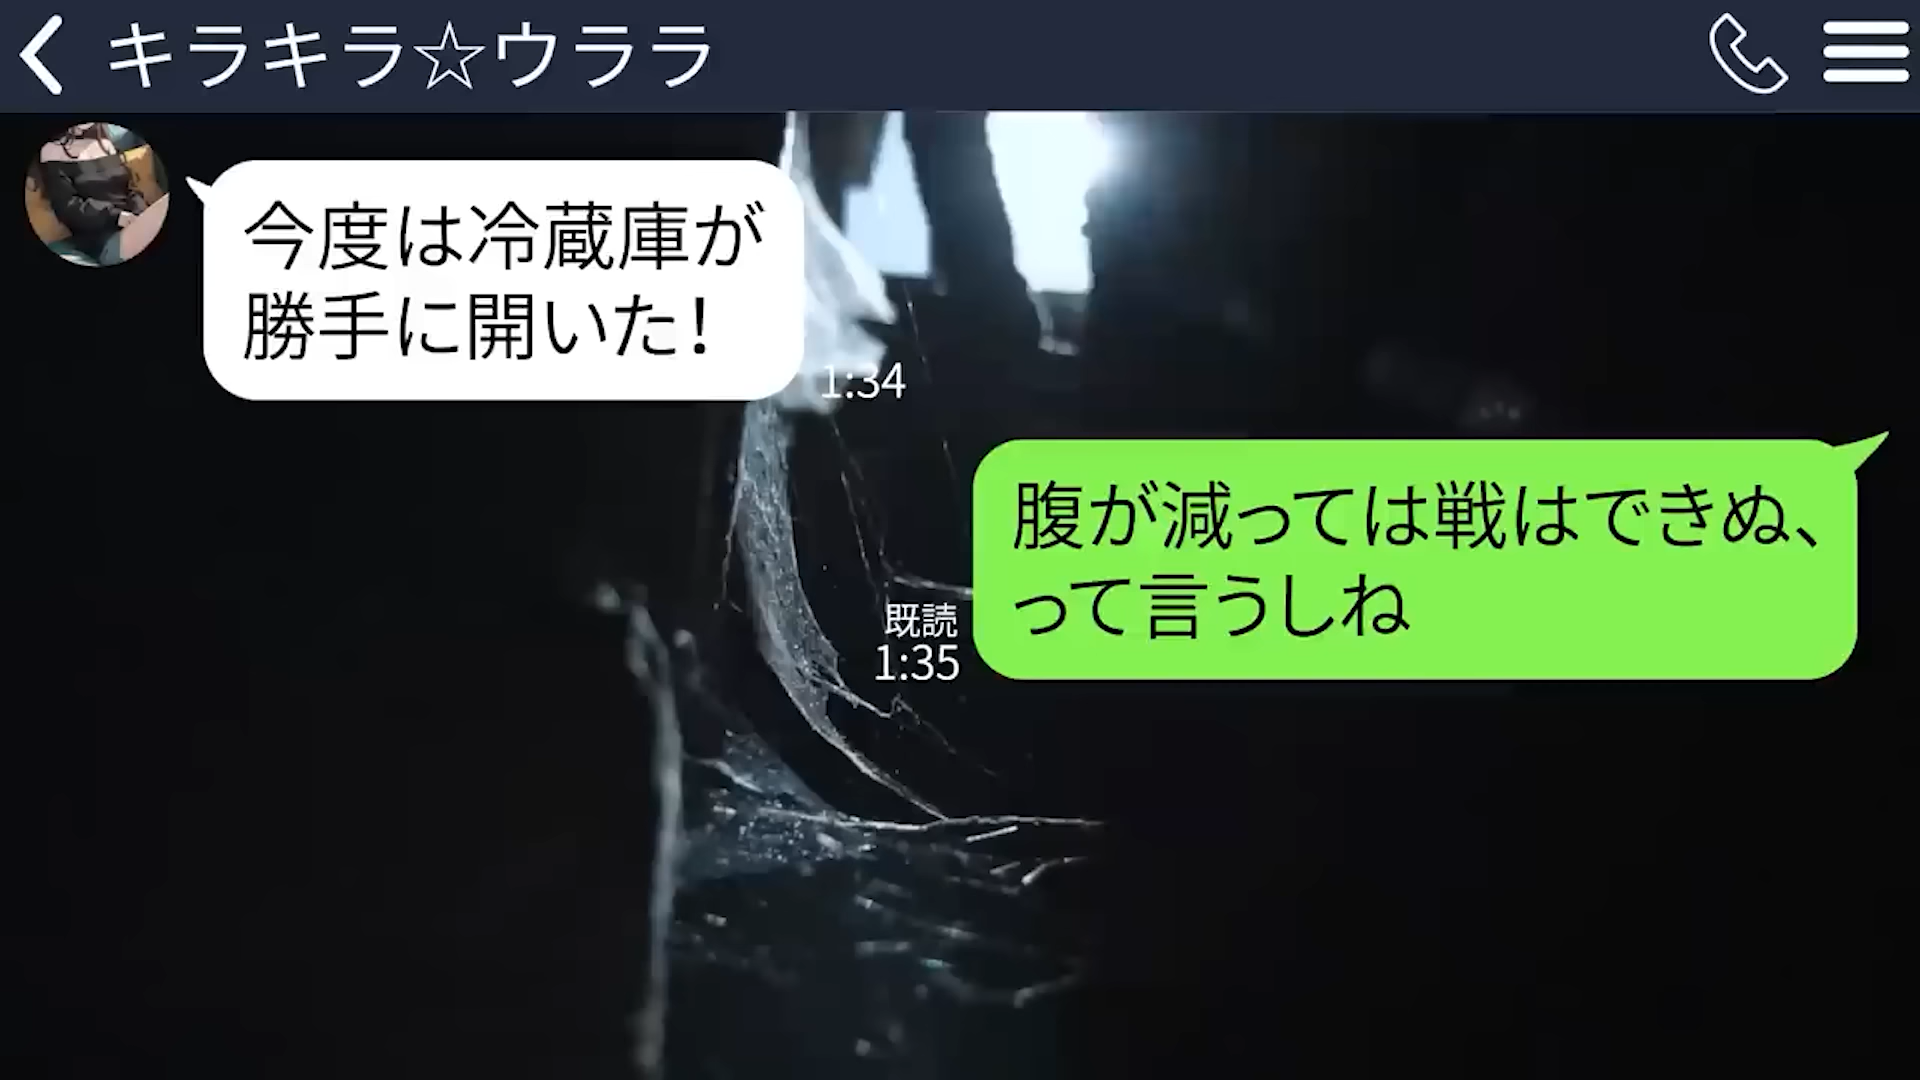 キラキラ☆ウララ
今度は冷蔵庫が
勝手に開いた！
1:34
腹が減っては戦はできぬ、
って言うしね
既読
1:35